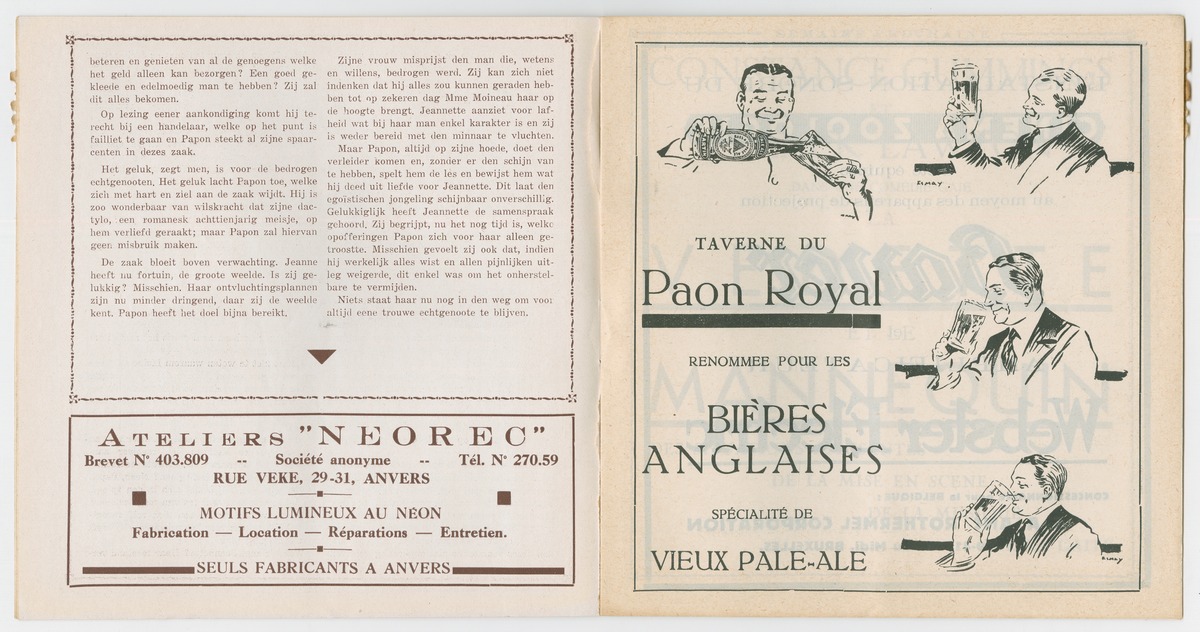 beteren en genieten van al de genoegens welke
het geld alleen kan bezorgen? Een goed ge-
kleede en edelmoedig man te hebben? Zij zal
dit alles bekomen.
Op lezing eener aankondiging komt hij te-
recht bij een handelaar, welke op het punt is
failliet te gaan en Papon steekt al zijne spaar-
centen in dezes zaak.
Het geluk, zegt men, is voor de bedrogen
echtgenooten. Het geluk lacht Papon toe, welke
zich met hart en ziel aan de zaak wijdt. Hij is
zoo wonderbaar van wilskracht dat zijne dac-
tylo, een romanesk achttienjarig meisje, op
hem verliefd geraakt; maar Papon zal hiervan
geen misbruik maken.
De zaak bloeit boven verwachting. Jeanne
heeft nu fortuin, de groote weelde. Is zij ge-
lukkig? Misschien. Haar ontvluchtingsplannen
zijn nu minder dringend, daar zij de weelde
kent. Papon heeft het doel bijna bereikt.
Zijne vrouw misprijst den man die, wetens
en willens, bedrogen werd. Zij kan zich niet
indenken dat hij alles zou kunnen geraden heb-
ben tot op zekeren dag Mme Moineau haar op
de hoogte brengt. Jeannette aanziet voor laf-
heid wat bij haar man enkel karakter is en zij
is weder bereid met den minnaar te vluchten.
Maar Papon, altijd op zijne hoede, doet den
verleider komen en, zonder er den schijn van
te hebben, spelt hem de les en bewijst hem wat
hij deed uit liefde voor Jeannette. Dit laat den
egoïstischen jongeling schijnbaar onverschillig.
Gelukkiglijk heeft Jeannette de samenspraak
gehoord. Zij begrijpt, nu het nog tijd is, welke
opofferingen Papon zich voor haar alleen ge-
troostte. Misschien gevoelt zij ook dat, indien
hij werkelijk alles wist en allen pijnlijken uit-
leg weigerde, dit enkel was om het onherstel-
bare te vermijden.
Niets staat haar nu nog in den weg om voor
altijd eene trouwe echtgenoote te blijven.
ATELIERS "NEOREC"
Brevet N° 403.809 -- Société anonyme -- Tél. N° 270.59
RUE VEKE, 29-31, ANVERS
MOTIFS LUMINEUX AU NÉON
Fabrication — Location — Réparations — Entretien.
SEULS FABRICANTS A ANVERS
ELMAY.
TAVERNE DU
Paon Royal
RENOMMEE POUR LES
BIÈRES
ANGLAISES
SPÉCIALITÉ DE
VIEUX PALE-ALE
ELMAY